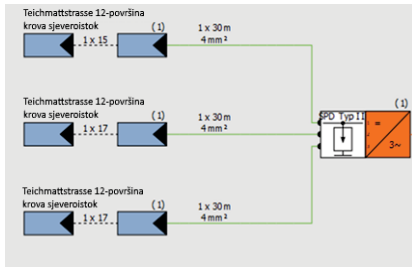 Teichmattstrasse 12-površina
krova sjeveroistok
(1)
1 x 15
1 x 30 m
4 mm²
Teichmattstrasse 12-površina
krova sjeveroistok
(1)
1 x 17
1 x 30 m
4 mm²
(1)
SPD Typ II
=
3~
Teichmattstrasse 12-površina
krova sjeveroistok
(1)
1 x 17
1 x 30 m
4 mm²